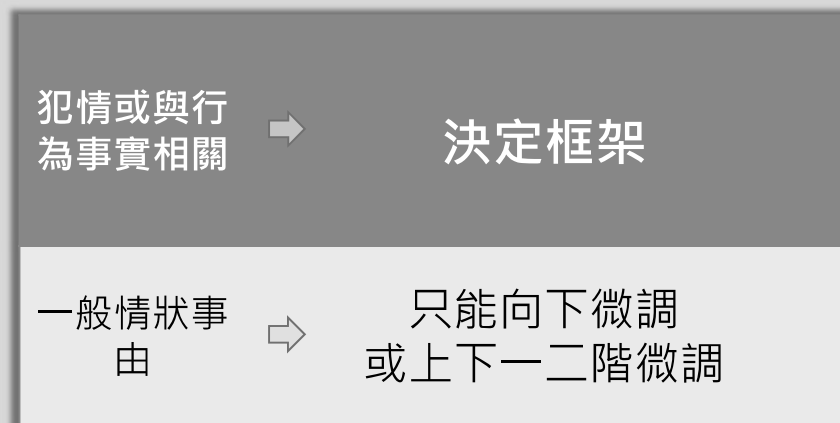 犯情或與行
為事實相關
決定框架
一般情狀事
由
只能向下微調
或上下一二階微調